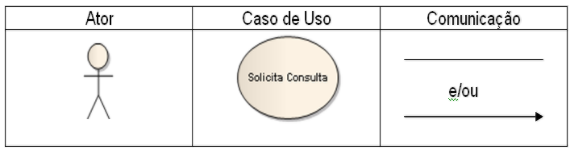 Ator Caso de Uso Comunicação
Solicita Consulta
e/ou